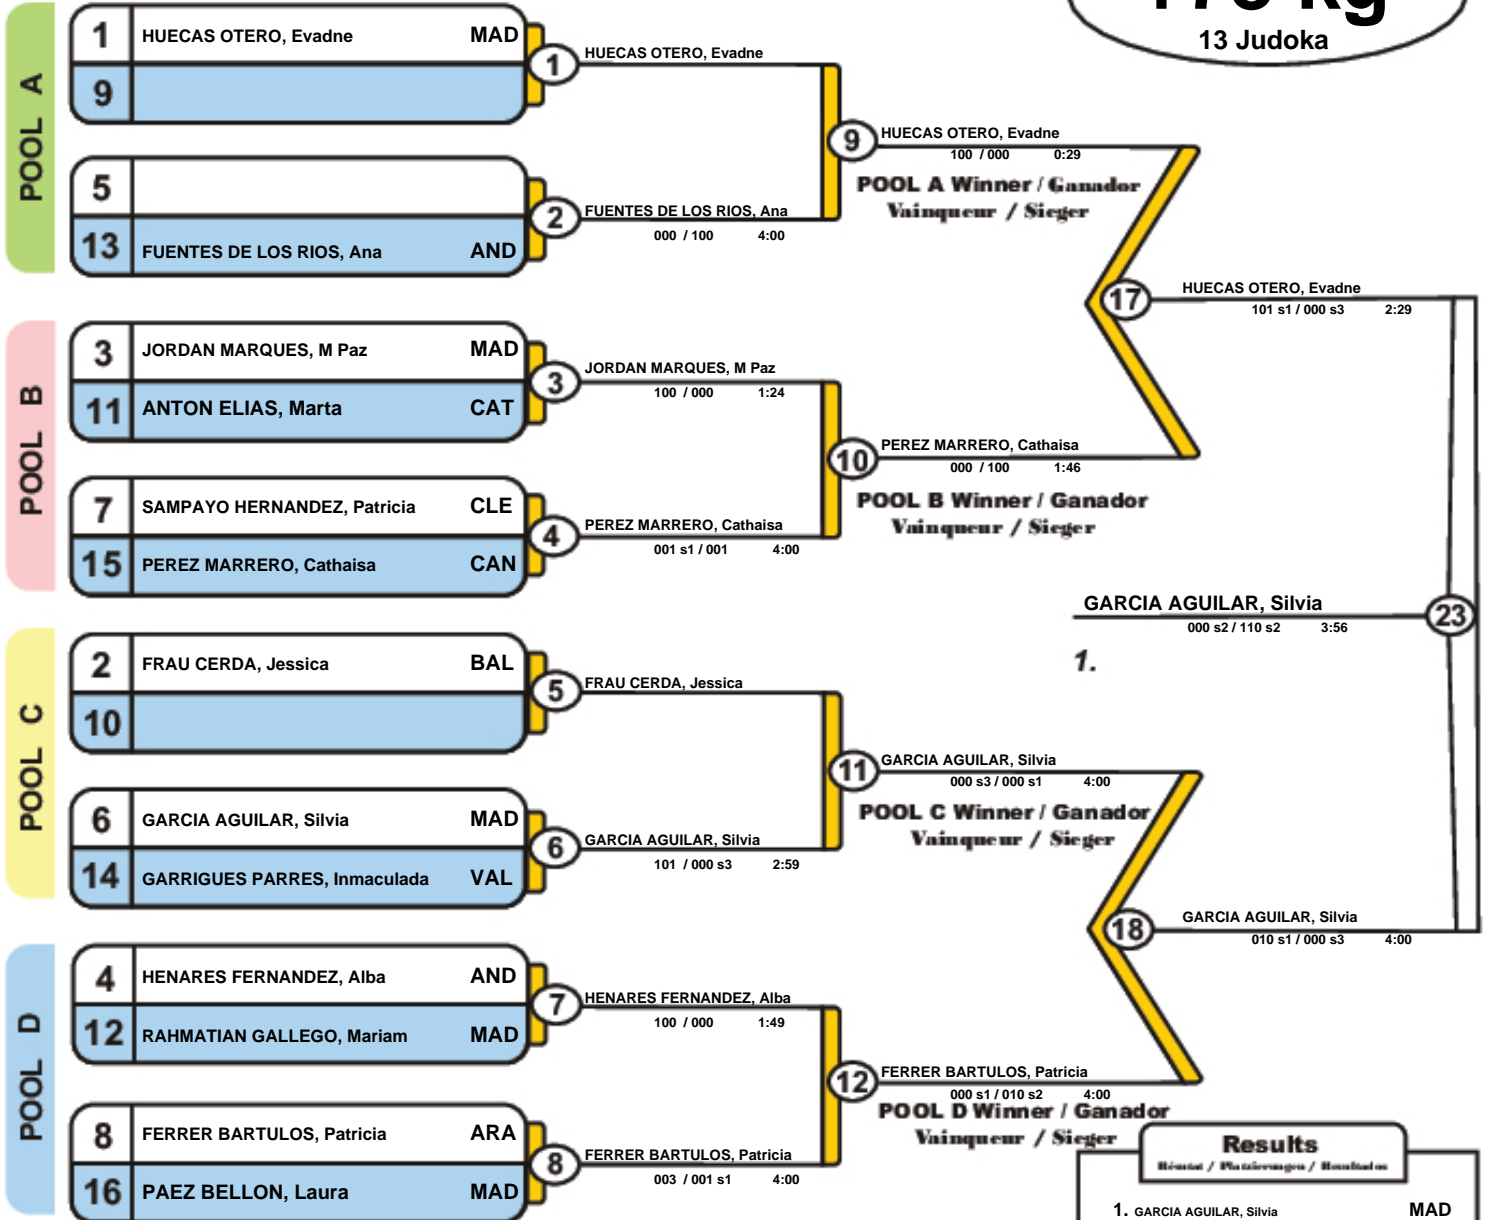 +78 kg
13 Judoka
POOL A
1 HUECAS OTERO, Evadne MAD
9
5
13 FUENTES DE LOS RIOS, Ana AND
1 HUECAS OTERO, Evadne
2 FUENTES DE LOS RIOS, Ana
000 / 100 4:00
9 HUECAS OTERO, Evadne
100 / 000 0:29
POOL A Winner / Ganador
Vainqueur / Sieger
POOL B
3 JORDAN MARQUES, M Paz MAD
11 ANTON ELIAS, Marta CAT
7 SAMPAYO HERNANDEZ, Patricia CLE
15 PEREZ MARRERO, Cathaisa CAN
3 JORDAN MARQUES, M Paz
100 / 000 1:24
4 PEREZ MARRERO, Cathaisa
001 s1 / 001 4:00
10 PEREZ MARRERO, Cathaisa
000 / 100 1:46
POOL B Winner / Ganador
Vainqueur / Sieger
17 HUECAS OTERO, Evadne
101 s1 / 000 s3 2:29
POOL C
2 FRAU CERDA, Jessica BAL
10
6 GARCIA AGUILAR, Silvia MAD
14 GARRIGUES PARRES, Inmaculada VAL
5 FRAU CERDA, Jessica
6 GARCIA AGUILAR, Silvia
101 / 000 s3 2:59
11 GARCIA AGUILAR, Silvia
000 s3 / 000 s1 4:00
POOL C Winner / Ganador
Vainqueur / Sieger
POOL D
4 HENARES FERNANDEZ, Alba AND
12 RAHMATIAN GALLEGO, Mariam MAD
8 FERRER BARTULOS, Patricia ARA
16 PAEZ BELLON, Laura MAD
7 HENARES FERNANDEZ, Alba
100 / 000 1:49
8 FERRER BARTULOS, Patricia
003 / 001 s1 4:00
12 FERRER BARTULOS, Patricia
000 s1 / 010 s2 4:00
POOL D Winner / Ganador
Vainqueur / Sieger
18 GARCIA AGUILAR, Silvia
010 s1 / 000 s3 4:00
GARCIA AGUILAR, Silvia 23
000 s2 / 110 s2 3:56
1.
Results
Résutat / Platzierungen / Resultados
1. GARCIA AGUILAR, Silvia MAD